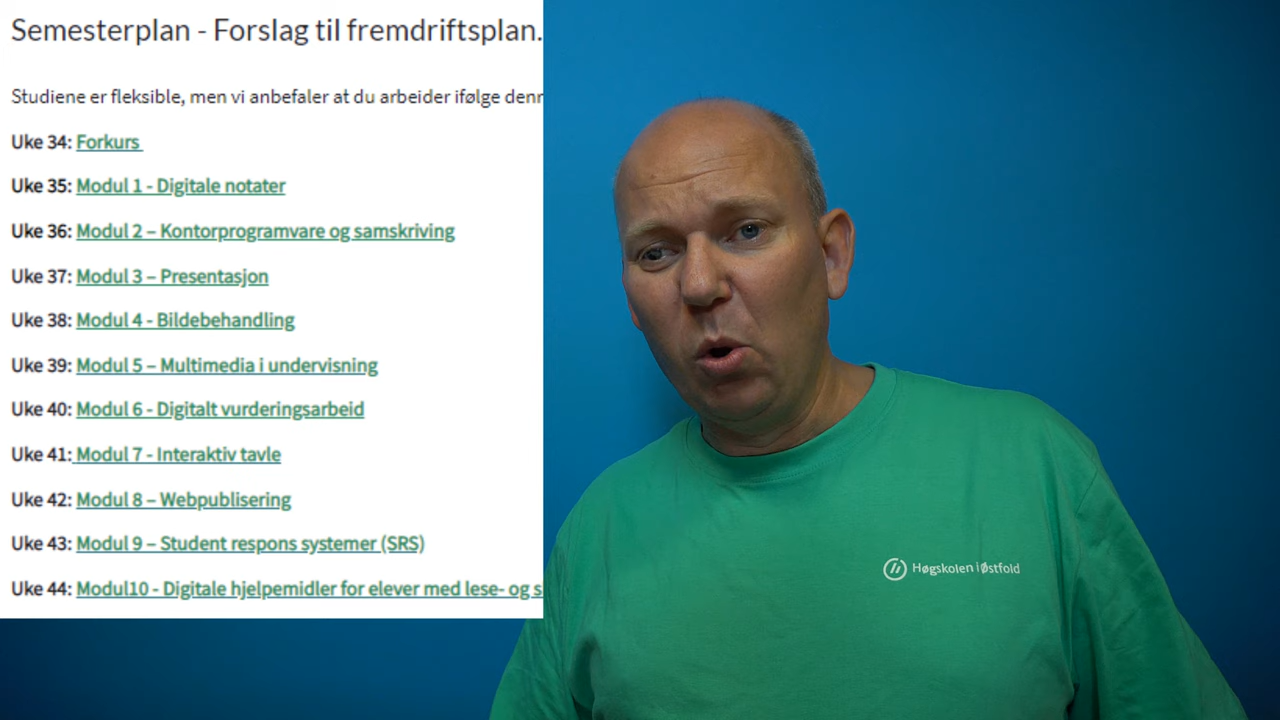 Semesterplan - Forslag til fremdriftsplan.
Studiene er fleksible, men vi anbefaler at du arbeider ifølge
Uke 34: Forkurs
Uke 35: Modul 1 - Digitale notater
Uke 36: Modul 2 – Kontorprogramvare og samskriving
Uke 37: Modul 3 – Presentasjon
Uke 38: Modul 4 - Bildebehandling
Uke 39: Modul 5 – Multimedia i undervisning
Uke 40: Modul 6 - Digitalt vurderingsarbeid
Uke 41: Modul 7 - Interaktiv tavle
Uke 42: Modul 8 – Webpublisering
Uke 43: Modul 9 – Student respons systemer (SRS)
Uke 44: Modul10 - Digitale hjelpemidler for elever med lese- og
Høgskolen i Østfold